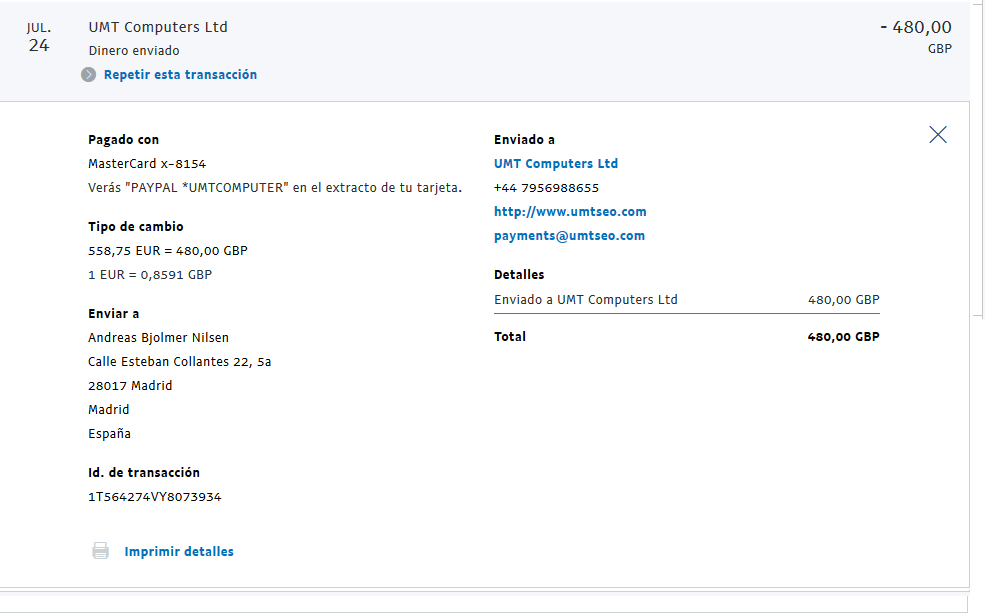 JUL.
24
UMT Computers Ltd
Dinero enviado
Repetir esta transacción
- 480,00
GBP
Pagado con
MasterCard x-8154
Verás "PAYPAL *UMTCOMPUTER" en el extracto de tu tarjeta.
Tipo de cambio
558,75 EUR = 480,00 GBP
1 EUR = 0,8591 GBP
Enviar a
Andreas Bjolmer Nilsen
Calle Esteban Collantes 22, 5a
28017 Madrid
Madrid
España
Id. de transacción
1T564274VY8073934
Imprimir detalles
Enviado a
UMT Computers Ltd
+44 7956988655
http://www.umtseo.com
payments@umtseo.com
Detalles
Enviado a UMT Computers Ltd 480,00 GBP
Total 480,00 GBP